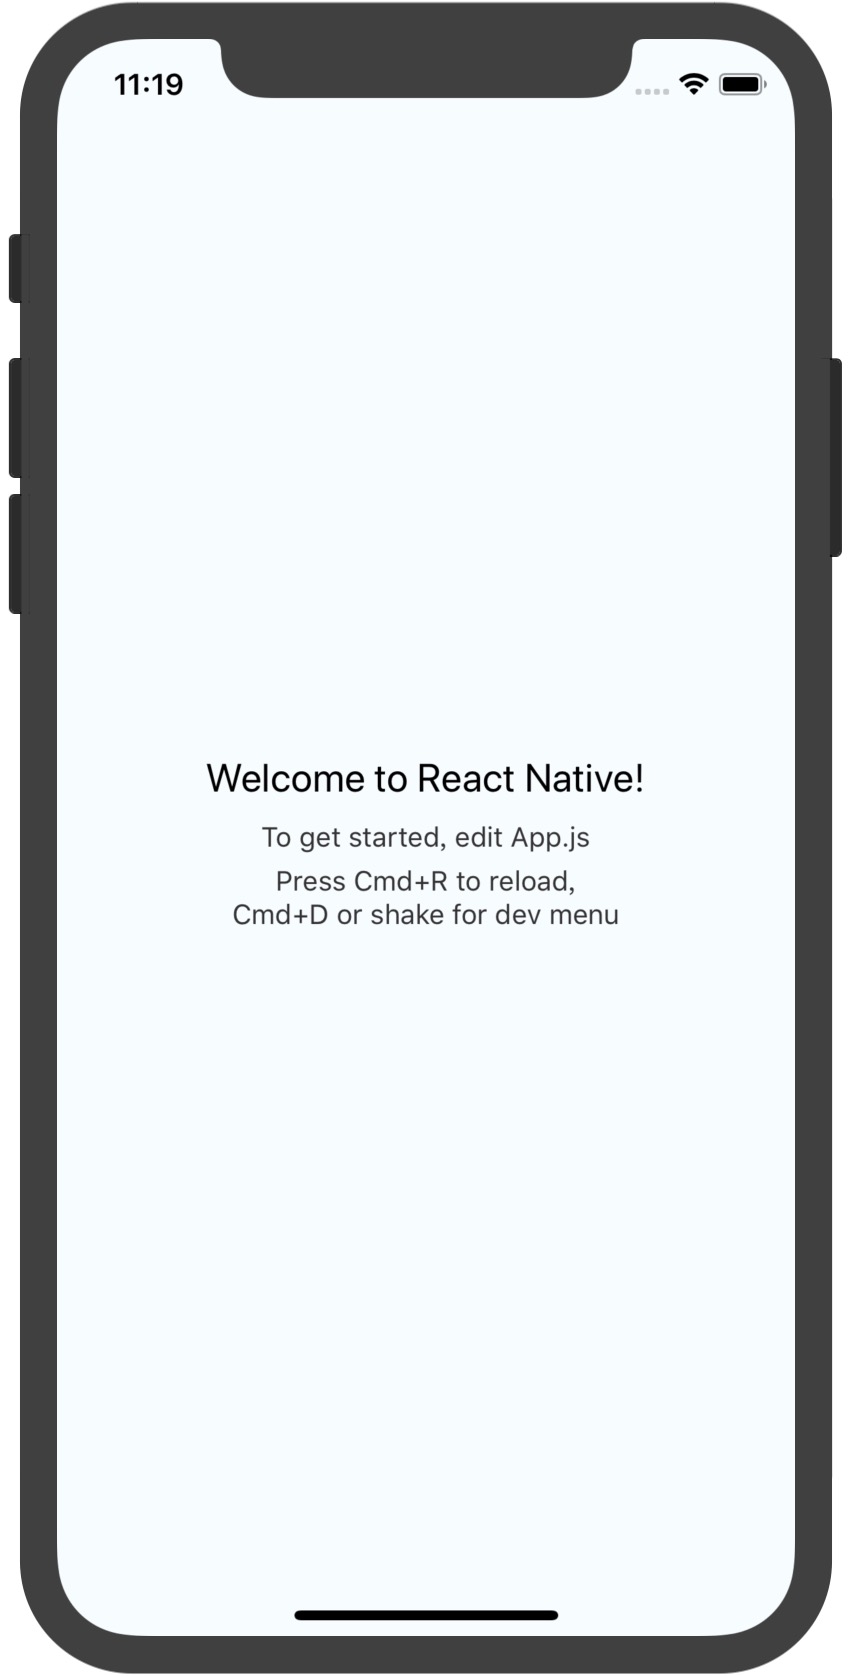 11:19
Welcome to React Native!
To get started, edit App.js
Press Cmd+R to reload,
Cmd+D or shake for dev menu